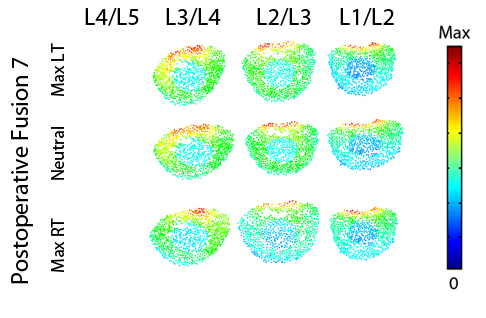 L4/L5 L3/L4 L2/L3 L1/L2
Max
Postoperative Fusion 7
Max LT
Neutral
Max RT
0